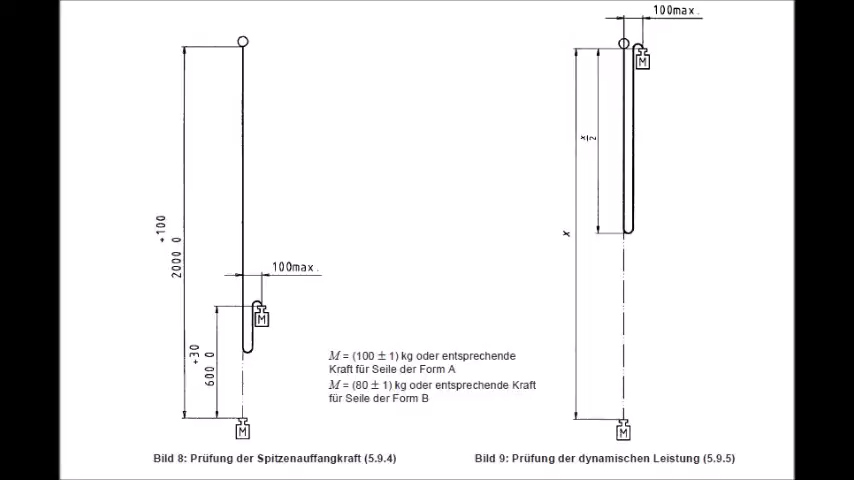 100max.
M
x
x
2
+100
2000 0
100max.
M
+30
600 0
M = (100 ± 1) kg oder entsprechende
Kraft für Seile der Form A
M = (80 ± 1) kg oder entsprechende Kraft
für Seile der Form B
M
M
Bild 8: Prüfung der Spitzenauffangkraft (5.9.4)
Bild 9: Prüfung der dynamischen Leistung (5.9.5)